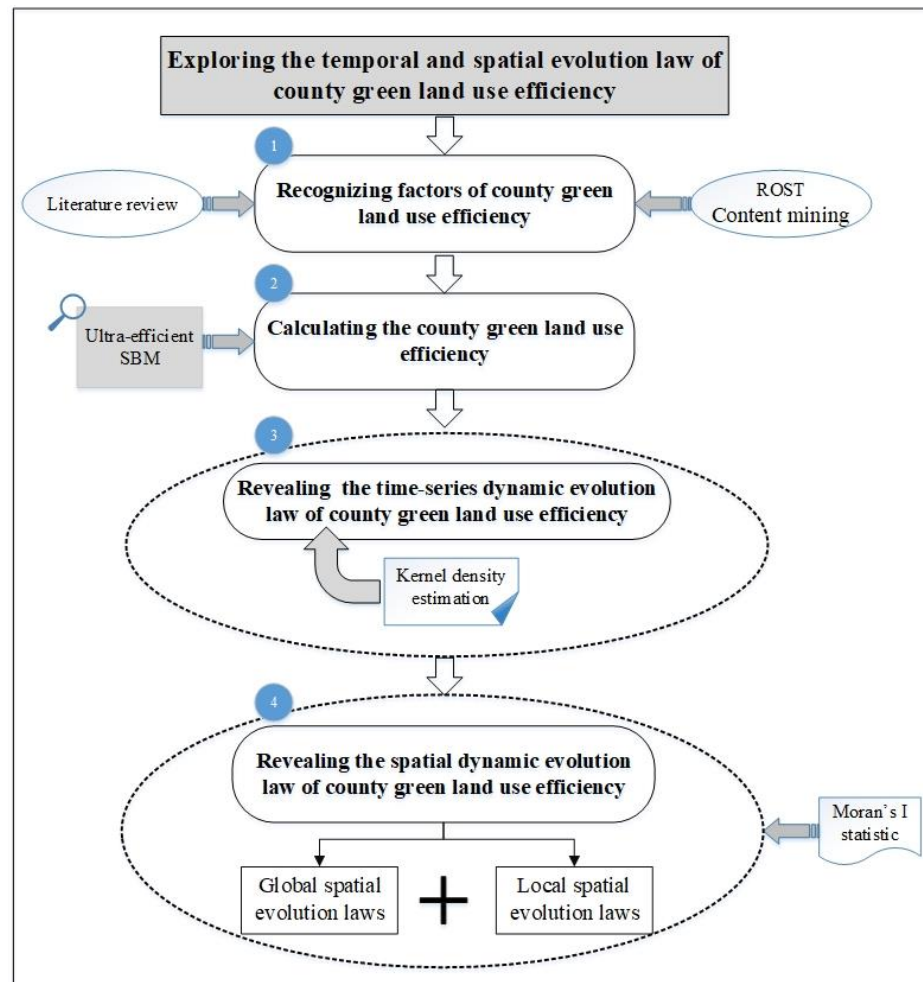 Exploring the temporal and spatial evolution law of
county green land use efficiency
1
Recognizing factors of county green
land use efficiency
Literature review
ROST
Content mining
2
Calculating the county green land use
efficiency
Ultra-efficient
SBM
3
Revealing the time-series dynamic evolution
law of county green land use efficiency
Kernel density
estimation
4
Revealing the spatial dynamic evolution
law of county green land use efficiency
Moran's I
statistic
Global spatial
evolution laws
+
Local spatial
evolution laws